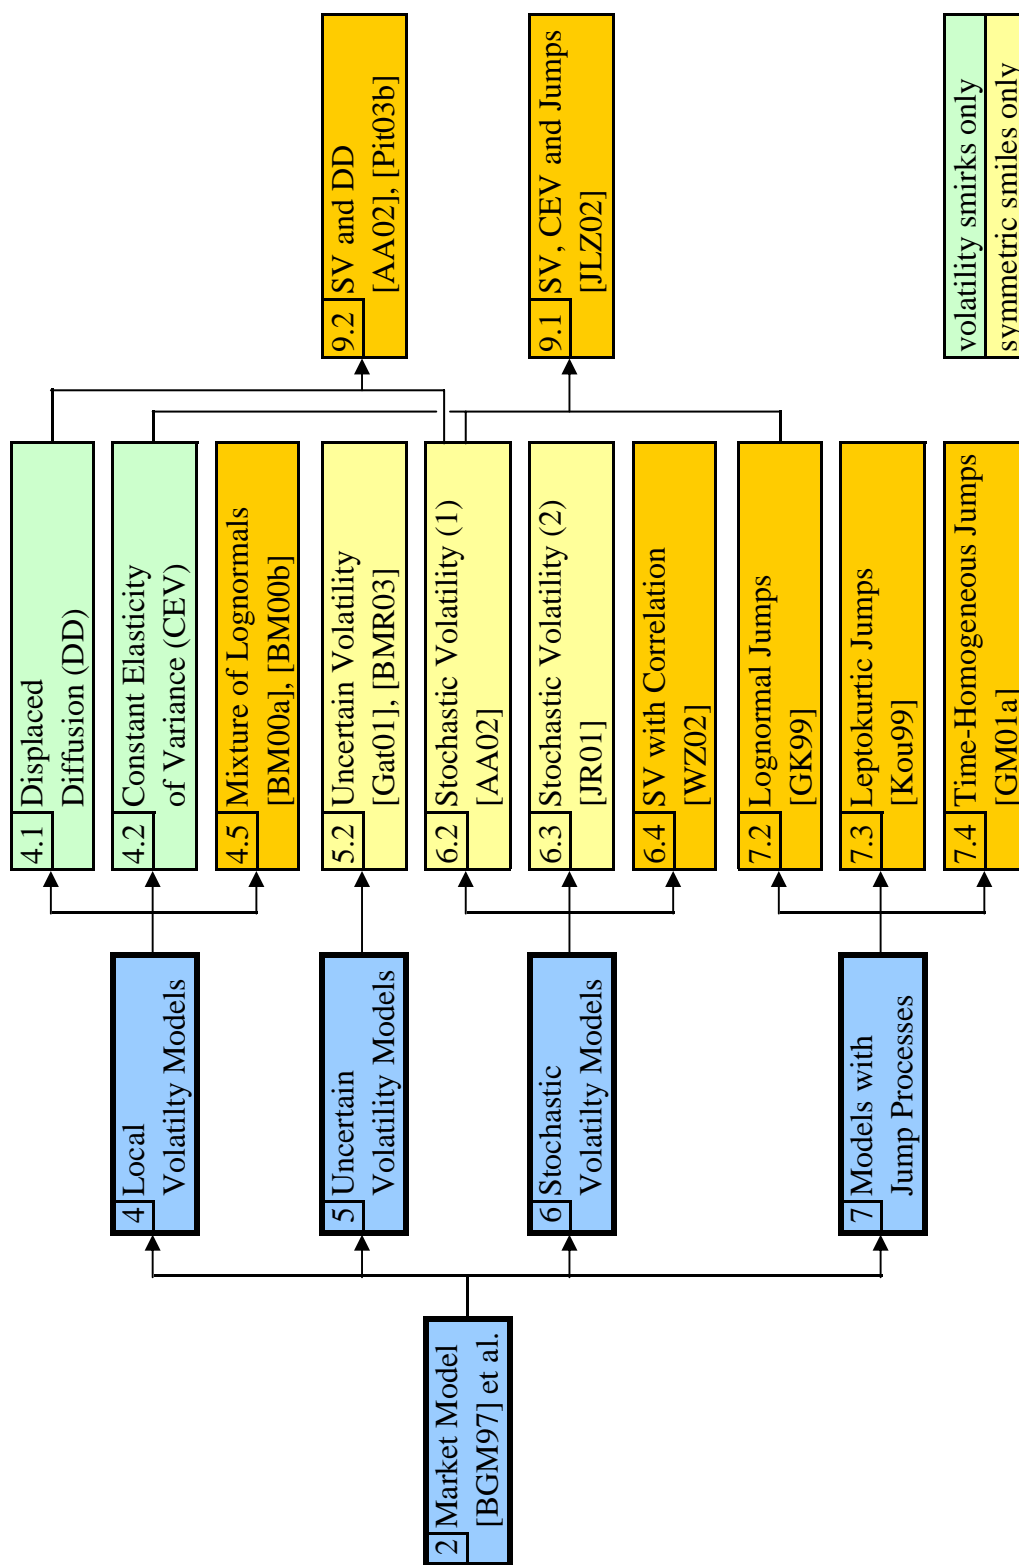 2 Market Model
[BGM97] et al.
4 Local
Volatilty Models
5 Uncertain
Volatility Models
6 Stochastic
Volatility Models
7 Models with
Jump Processes
4.1 Displaced
Diffusion (DD)
4.2 Constant Elasticity
of Variance (CEV)
4.5 Mixture of Lognormals
[BM00a], [BM00b]
5.2 Uncertain Volatility
[Gat01], [BMR03]
6.2 Stochastic Volatility (1)
[AA02]
6.3 Stochastic Volatility (2)
[JR01]
6.4 SV with Correlation
[WZ02]
7.2 Lognormal Jumps
[GK99]
7.3 Leptokurtic Jumps
[Kou99]
7.4 Time-Homogeneous Jumps
[GM01a]
9.2 SV and DD
[AA02], [Pit03b]
9.1 SV, CEV and Jumps
[JLZ02]
volatility smirks only
symmetric smiles only